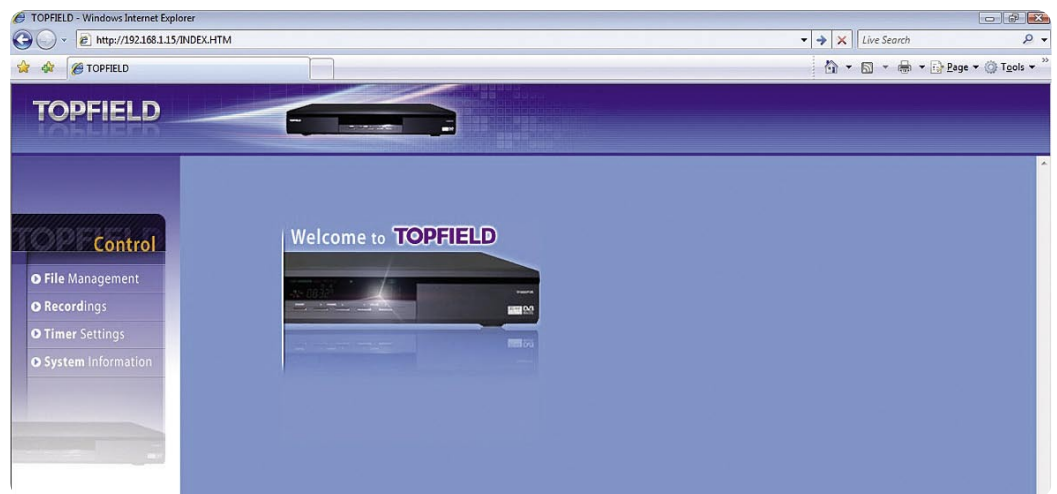 TOPFIELD - Windows Internet Explorer
http://192.168.1.15/INDEX.HTM
Live Search
TOPFIELD
Page
Tools
TOPFIELD
TOPFIELD
Control
File Management
Recordings
Timer Settings
System Information
Welcome to TOPFIELD